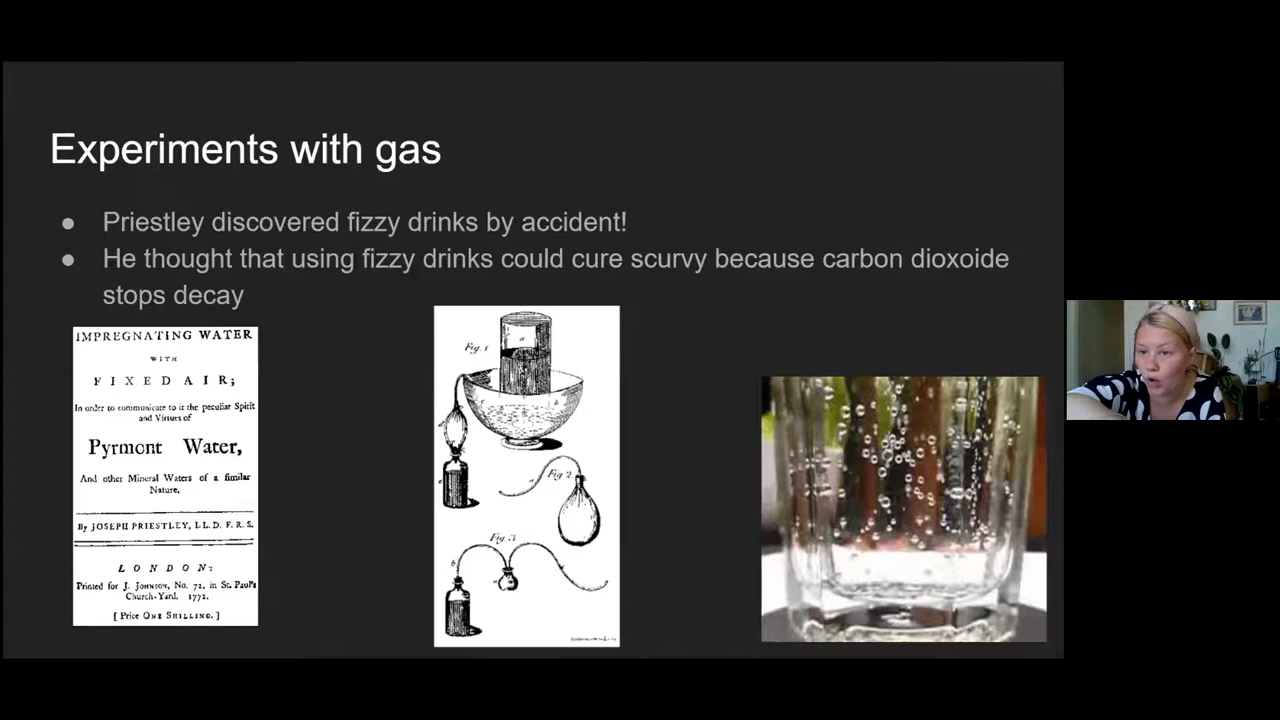 Experiments with gas
● Priestley discovered fizzy drinks by accident!
● He thought that using fizzy drinks could cure scurvy because carbon dioxoide
stops decay
IMPREGNATING WATER
WITH
FIXED AIR;
In order to communicate to it the peculiar Spirit
and Virtues of
Pyrmont Water,
And other Mineral Waters of a similar
Nature,
By JOSEPH PRIESTLEY, LL.D. F.R.S.
LONDON:
Printed for J. JOHNSON, No. 72, in St. Paul's
Church-Yard. 1772.
[Price ONE SHILLING.]
Fig. 1
a
Fig 2
Fig. 3
b